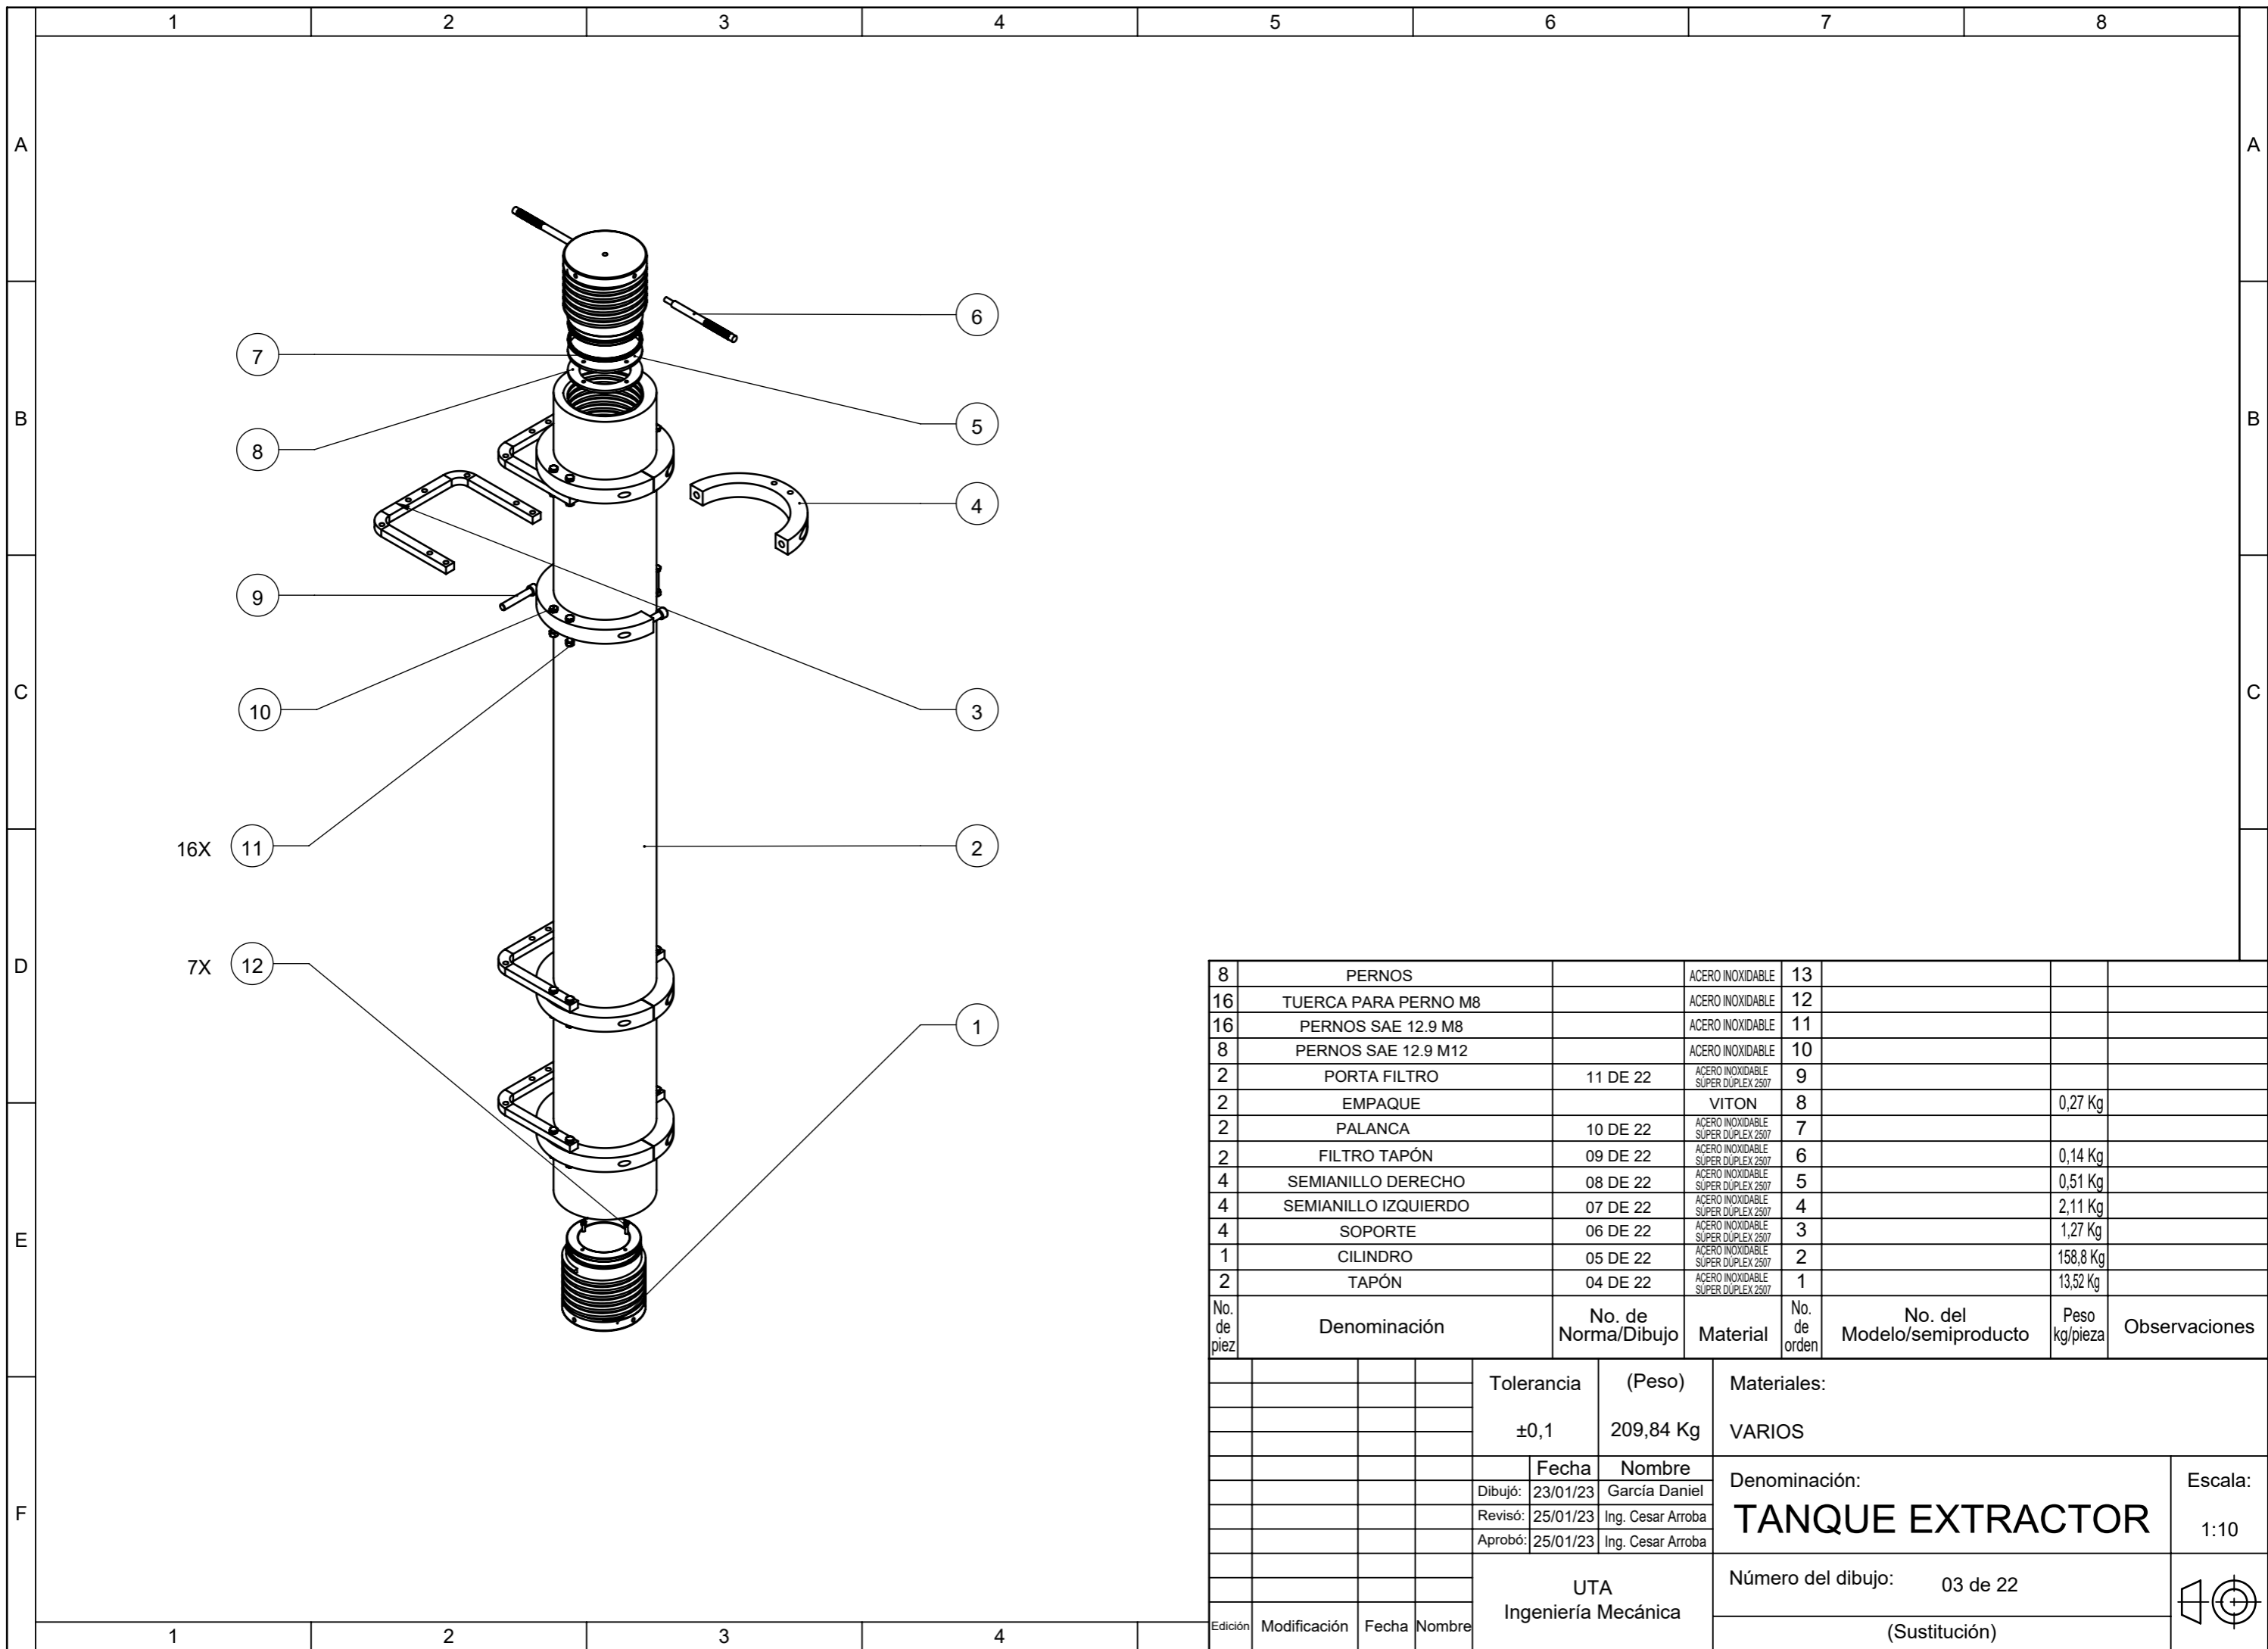 1 2 3 4 5 6 7 8
A A
B B
C C
D
E
F
6
7
5
8
4
9
10
3
16X 11
2
7X 12
1
8 PERNOS ACERO INOXIDABLE 13
16 TUERCA PARA PERNO M8 ACERO INOXIDABLE 12
16 PERNOS SAE 12.9 M8 ACERO INOXIDABLE 11
8 PERNOS SAE 12.9 M12 ACERO INOXIDABLE 10
2 PORTA FILTRO 11 DE 22 ACERO INOXIDABLE SÚPER DÚPLEX 2507 9
2 EMPAQUE VITON 8 0,27 Kg
2 PALANCA 10 DE 22 ACERO INOXIDABLE SÚPER DÚPLEX 2507 7
2 FILTRO TAPÓN 09 DE 22 ACERO INOXIDABLE SÚPER DÚPLEX 2507 6 0,14 Kg
4 SEMIANILLO DERECHO 08 DE 22 ACERO INOXIDABLE SÚPER DÚPLEX 2507 5 0,51 Kg
4 SEMIANILLO IZQUIERDO 07 DE 22 ACERO INOXIDABLE SÚPER DÚPLEX 2507 4 2,11 Kg
4 SOPORTE 06 DE 22 ACERO INOXIDABLE SÚPER DÚPLEX 2507 3 1,27 Kg
1 CILINDRO 05 DE 22 ACERO INOXIDABLE SÚPER DÚPLEX 2507 2 158,8 Kg
2 TAPÓN 04 DE 22 ACERO INOXIDABLE SÚPER DÚPLEX 2507 1 13,52 Kg
No. de piez Denominación No. de Norma/Dibujo Material No. de orden No. del Modelo/semiproducto Peso kg/pieza Observaciones
Tolerancia (Peso) Materiales:
±0,1 209,84 Kg VARIOS
Fecha Nombre
Dibujó: 23/01/23 García Daniel
Revisó: 25/01/23 Ing. Cesar Arroba
Aprobó: 25/01/23 Ing. Cesar Arroba
Denominación:
TANQUE EXTRACTOR
Escala:
1:10
UTA
Ingeniería Mecánica
Número del dibujo: 03 de 22
(Sustitución)
Edición Modificación Fecha Nombre
1 2 3 4